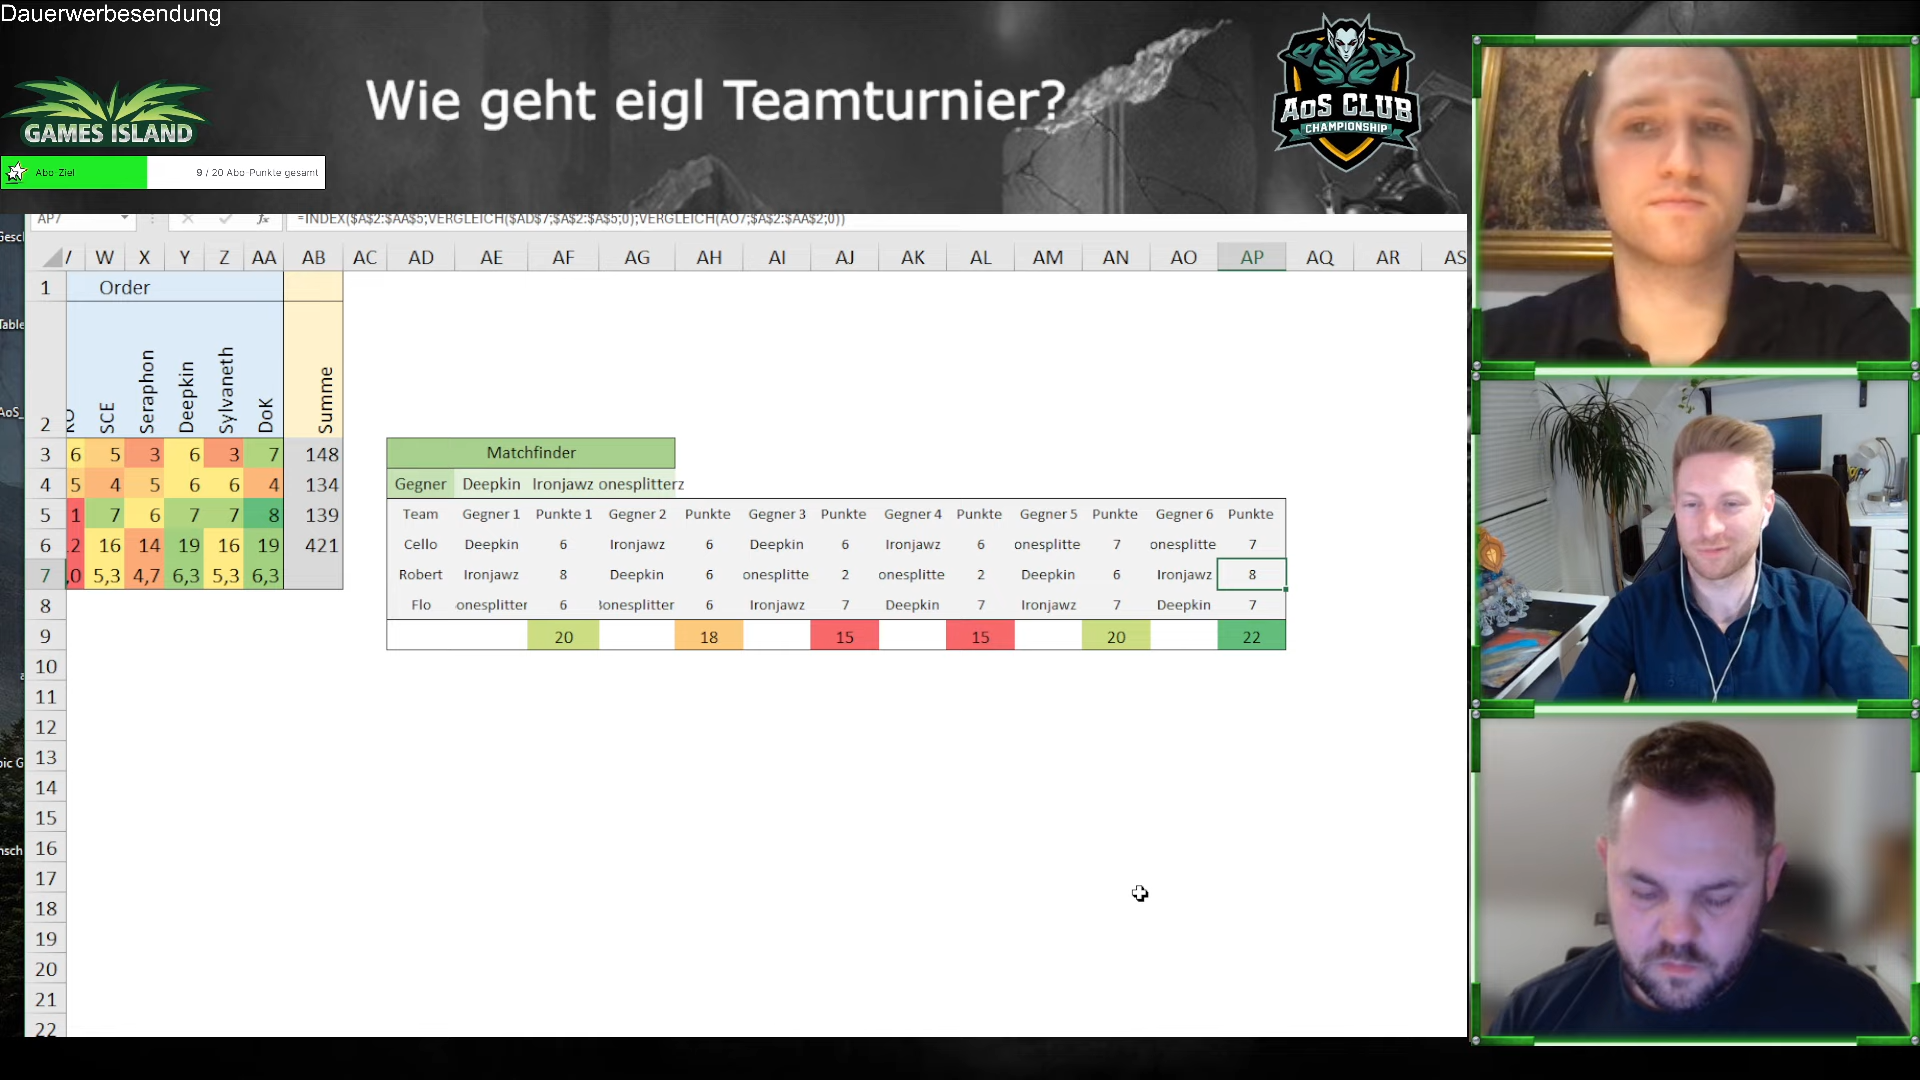 Dauerwerbesendung
GAMES ISLAND
Wie geht eigl Teamturnier?
AOS CLUB
CHAMPIONSHIP
Abo-Ziel
9 / 20 Abo-Punkte gesamt
AP7
fx
=INDEX($A$2:$AA$5;VERGLEICH($AD$7;$A$2:$A$5;0);VERGLEICH(AO7;$A$2:$AA$2;0))
W X Y Z AA AB AC AD AE AF AG AH AI AJ AK AL AM AN AO AP AQ AR AS
1 Order
2 SCE Seraphon Deepkin Sylvaneth DoK Summe
3 6 5 3 6 3 7 148
Matchfinder
4 5 4 5 6 6 4 134
Gegner Deepkin Ironjawz onesplitterz
5 1 7 6 7 7 8 139
Team Gegner 1 Punkte 1 Gegner 2 Punkte Gegner 3 Punkte Gegner 4 Punkte Gegner 5 Punkte Gegner 6 Punkte
6 .2 16 14 19 16 19 421
Cello Deepkin 6 Ironjawz 6 Deepkin 6 Ironjawz 6 onesplitte 7 onesplitte 7
7 ,0 5,3 4,7 6,3 5,3 6,3
Robert Ironjawz 8 Deepkin 6 onesplitte 2 onesplitte 2 Deepkin 6 Ironjawz 8
8 Flo onesplitter 6 onesplitter 6 Ironjawz 7 Deepkin 7 Ironjawz 7 Deepkin 7
9 20 18 15 15 20 22
10
11
12
13
14
15
16
17
18
19
20
21
22